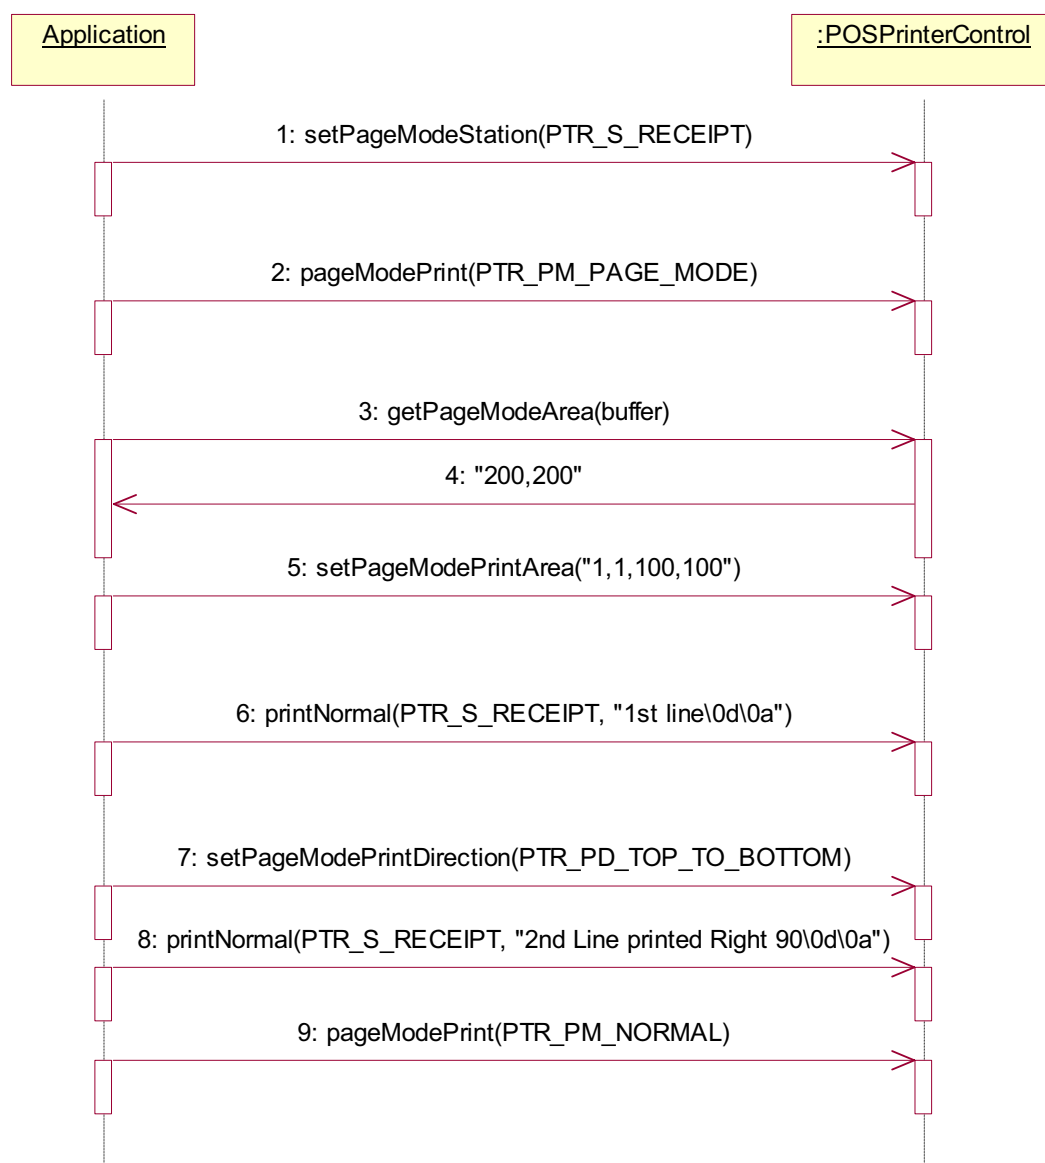 Application
:POSPrinterControl
1: setPageModeStation(PTR_S_RECEIPT)
2: pageModePrint(PTR_PM_PAGE_MODE)
3: getPageModeArea(buffer)
4: "200,200"
5: setPageModePrintArea("1,1,100,100")
6: printNormal(PTR_S_RECEIPT, "1st line\0d\0a")
7: setPageModePrintDirection(PTR_PD_TOP_TO_BOTTOM)
8: printNormal(PTR_S_RECEIPT, "2nd Line printed Right 90\0d\0a")
9: pageModePrint(PTR_PM_NORMAL)